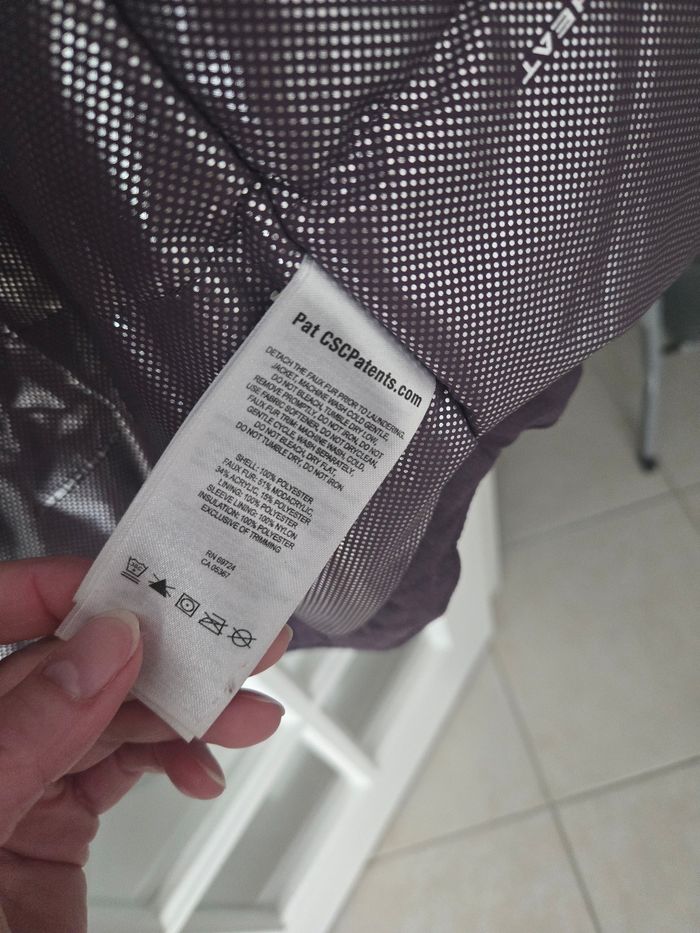 HEAT
Pat CSCPatents.com
DETACH THE FAUX FUR PRIOR TO LAUNDERING.
JACKET, MACHINE WASH COLD GENTLE,
DO NOT BLEACH, TUMBLE DRY LOW,
REMOVE PROMPTLY, DO NOT IRON, DO NOT
USE FABRIC SOFTENER, DO NOT DRYCLEAN,
FAUX FUR TRIM: MACHINE WASH, COLD,
GENTLE CYCLE, WASH SEPARATELY,
DO NOT BLEACH, DRY FLAT,
DO NOT TUMBLE DRY, DO NOT IRON
SHELL: 100% POLYESTER
FAUX FUR: 51% MODACRYLIC,
34% ACRYLIC, 15% POLYESTER
LINING: 100% POLYESTER
SLEEVE LINING: 100% NYLON
INSULATION: 100% POLYESTER
EXCLUSIVE OF TRIMMING
RN 69724
CA 05367